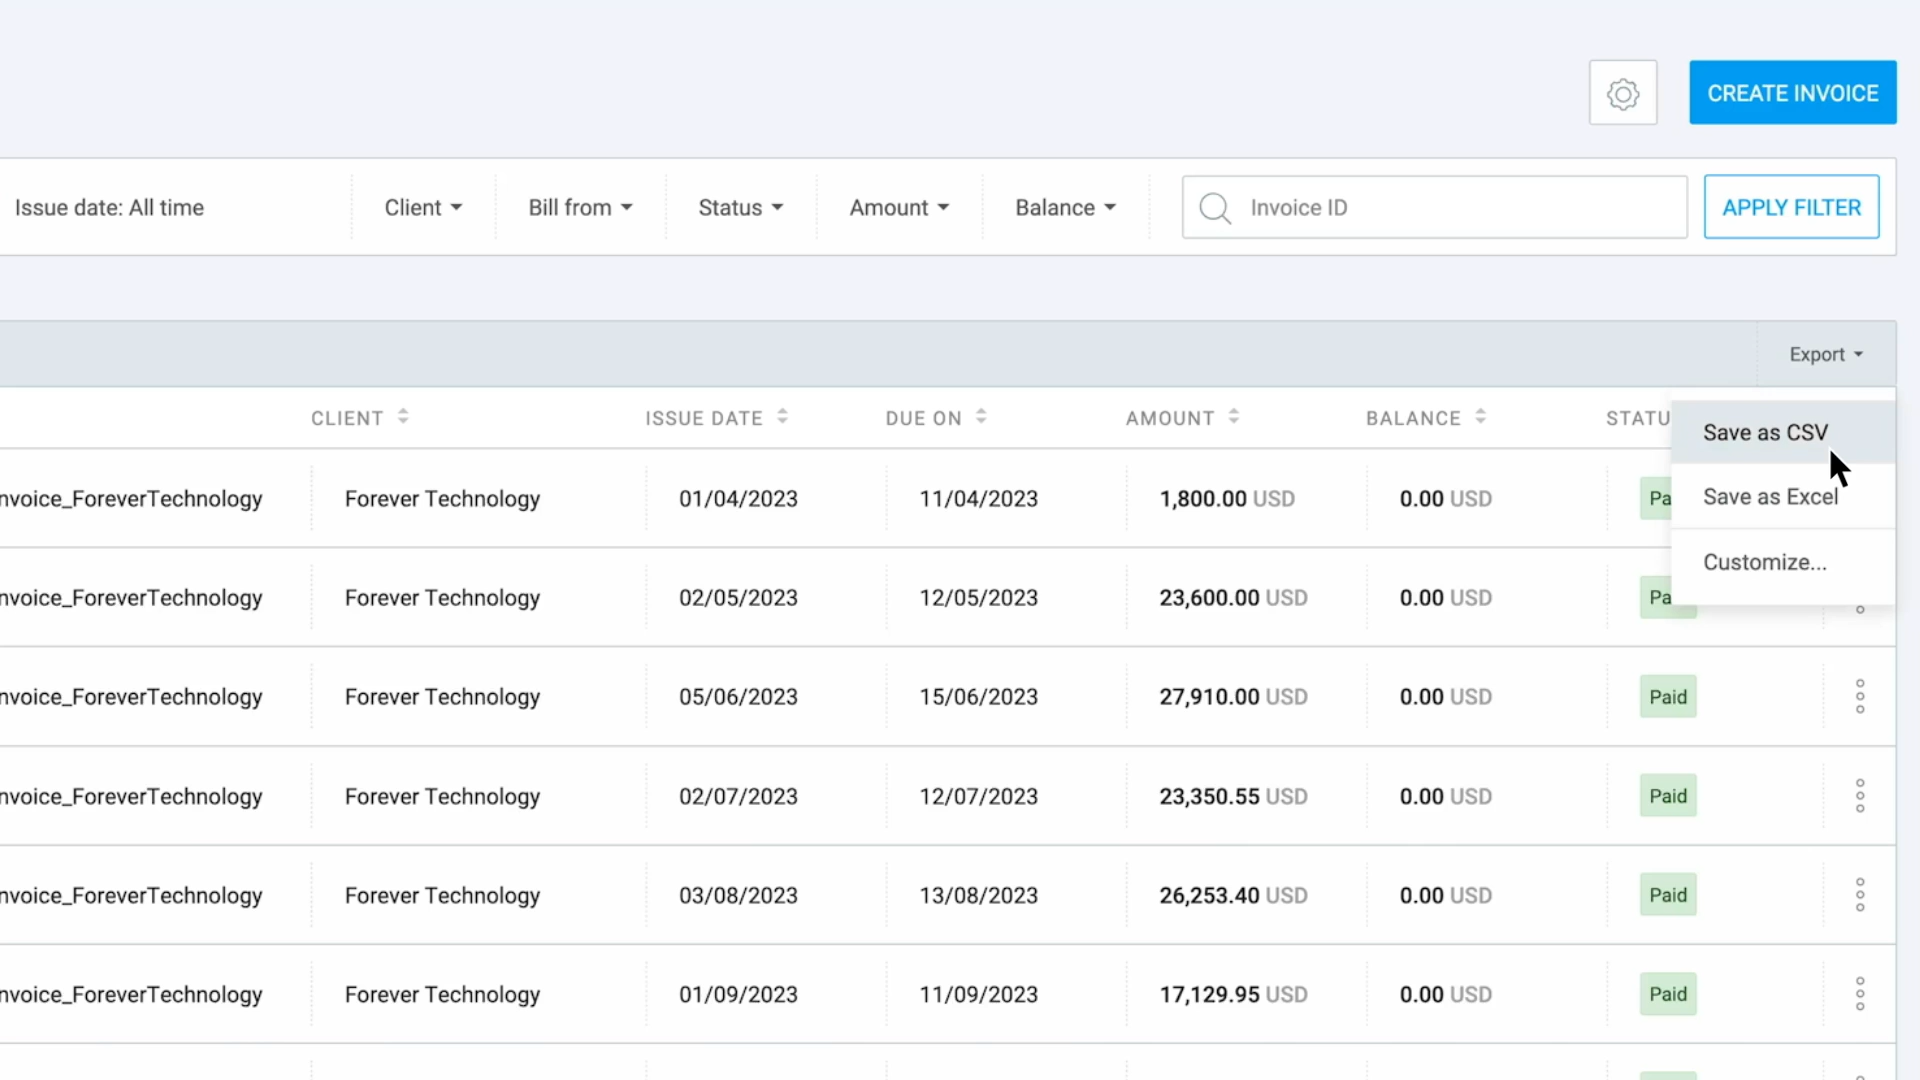 CREATE INVOICE
Issue date: All time Client Bill from Status Amount Balance Invoice ID APPLY FILTER
Export
CLIENT ISSUE DATE DUE ON AMOUNT BALANCE STATU
Save as CSV
nvoice_ForeverTechnology Forever Technology 01/04/2023 11/04/2023 1,800.00 USD 0.00 USD Pa
Save as Excel
Customize...
nvoice_ForeverTechnology Forever Technology 02/05/2023 12/05/2023 23,600.00 USD 0.00 USD Pa
nvoice_ForeverTechnology Forever Technology 05/06/2023 15/06/2023 27,910.00 USD 0.00 USD Paid
nvoice_ForeverTechnology Forever Technology 02/07/2023 12/07/2023 23,350.55 USD 0.00 USD Paid
nvoice_ForeverTechnology Forever Technology 03/08/2023 13/08/2023 26,253.40 USD 0.00 USD Paid
nvoice_ForeverTechnology Forever Technology 01/09/2023 11/09/2023 17,129.95 USD 0.00 USD Paid